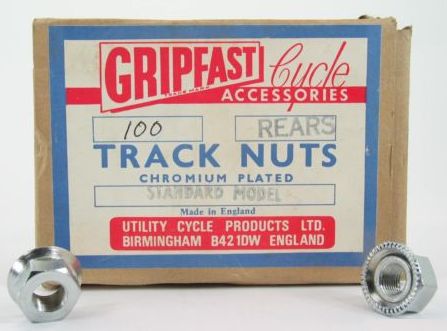 GRIPFAST Cycle
TRADE MARK
ACCESSORIES
100 REARS
TRACK NUTS
CHROMIUM PLATED
STANDARD MODEL
Made in England
UTILITY CYCLE PRODUCTS LTD.
BIRMINGHAM B42 1DW ENGLAND